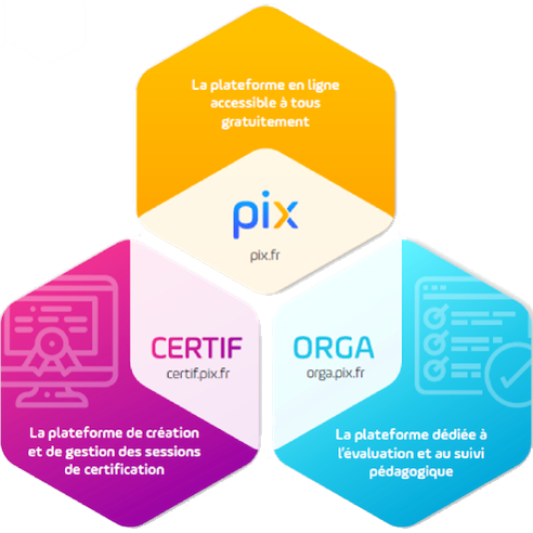 La plateforme en ligne
accessible à tous
gratuitement
pix
pix.fr
CERTIF
certif.pix.fr
La plateforme de création
et de gestion des sessions
de certification
ORGA
orga.pix.fr
La plateforme dédiée à
l'évaluation et au suivi
pédagogique